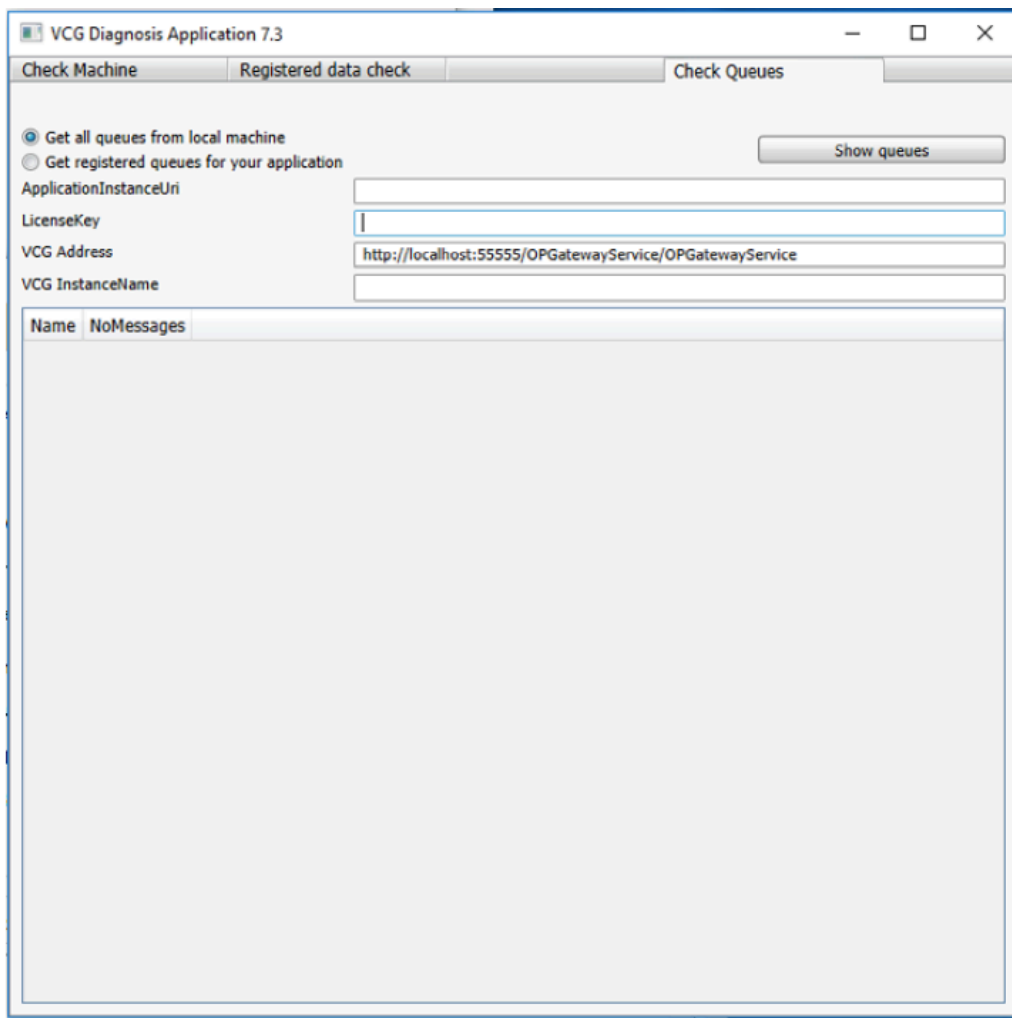 VCG Diagnosis Application 7.3
Check Machine Registered data check Check Queues
Get all queues from local machine
Show queues
Get registered queues for your application
ApplicationInstanceUri
LicenseKey
VCG Address http://localhost:55555/OPGatewayService/OPGatewayService
VCG InstanceName
Name NoMessages